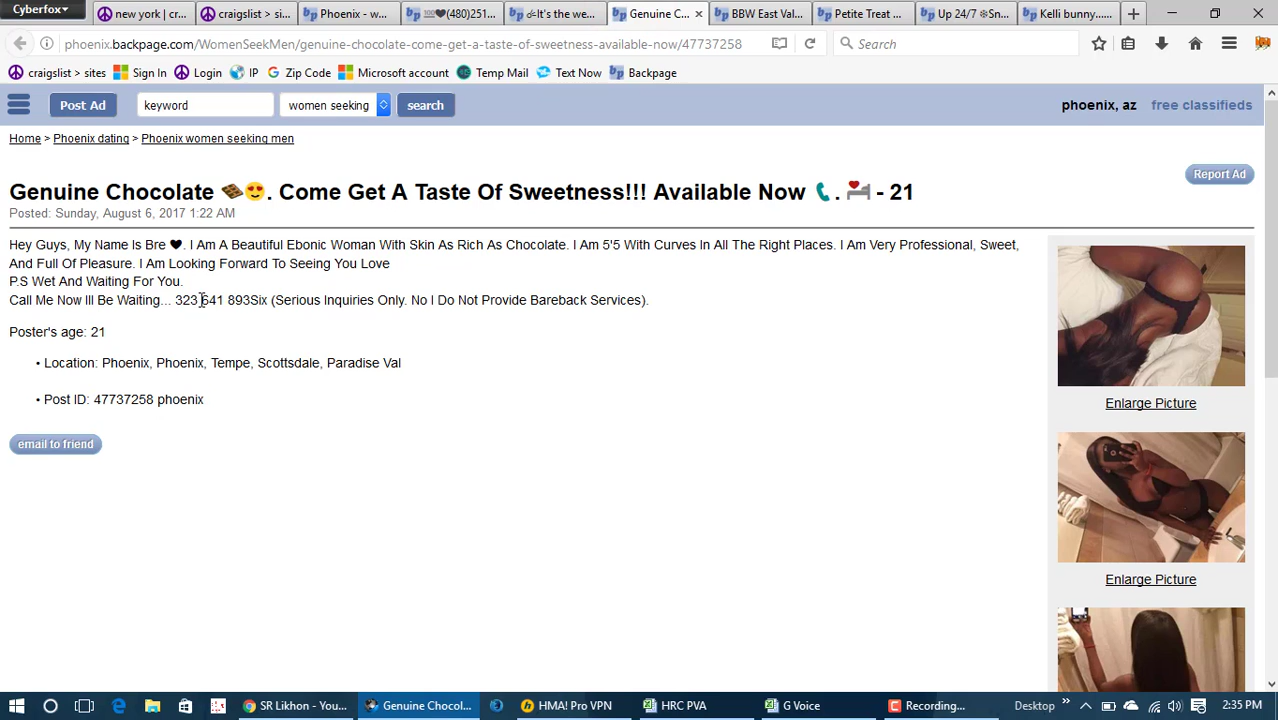 Cyberfox
new york | cr...
craigslist > si...
Phoenix - w...
(480)251...
It's the we...
Genuine C...
BBW East Val...
Petite Treat ...
Up 24/7 ❄Sn...
Kelli bunny.....
phoenix.backpage.com/WomenSeekMen/genuine-chocolate-come-get-a-taste-of-sweetness-available-now/47737258
Search
craigslist > sites
Sign In
Login
IP
Zip Code
Microsoft account
Temp Mail
Text Now
Backpage
Post Ad
keyword
women seeking
search
phoenix, az
free classifieds
Home > Phoenix dating > Phoenix women seeking men
Report Ad
Genuine Chocolate 🍫😍. Come Get A Taste Of Sweetness!!! Available Now 📞. 💒 - 21
Posted: Sunday, August 6, 2017 1:22 AM
Hey Guys, My Name Is Bre ♥. I Am A Beautiful Ebonic Woman With Skin As Rich As Chocolate. I Am 5'5 With Curves In All The Right Places. I Am Very Professional, Sweet,
And Full Of Pleasure. I Am Looking Forward To Seeing You Love
P.S Wet And Waiting For You.
Call Me Now Ill Be Waiting... 323 641 893Six (Serious Inquiries Only. No I Do Not Provide Bareback Services).
Poster's age: 21
• Location: Phoenix, Phoenix, Tempe, Scottsdale, Paradise Val
• Post ID: 47737258 phoenix
email to friend
Enlarge Picture
Enlarge Picture
SR Likhon - You...
Genuine Chocol...
HMA! Pro VPN
HRC PVA
G Voice
Recording...
Desktop
2:35 PM